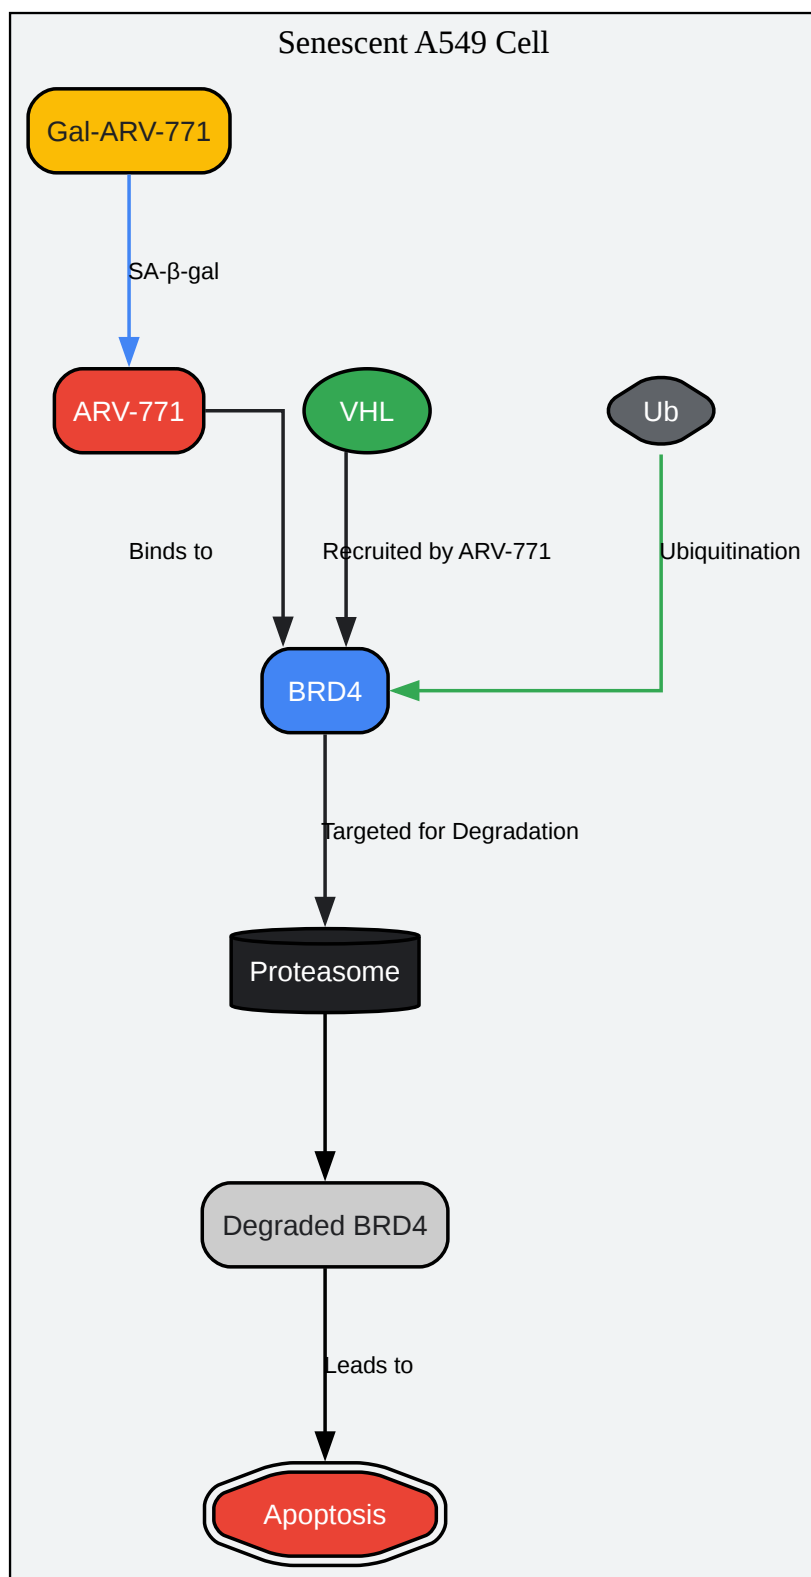 Senescent A549 Cell
Gal-ARV-771
SA-β-gal
ARV-771
VHL
Ub
Binds to
Recruited by ARV-771
Ubiquitination
BRD4
Targeted for Degradation
Proteasome
Degraded BRD4
Leads to
Apoptosis